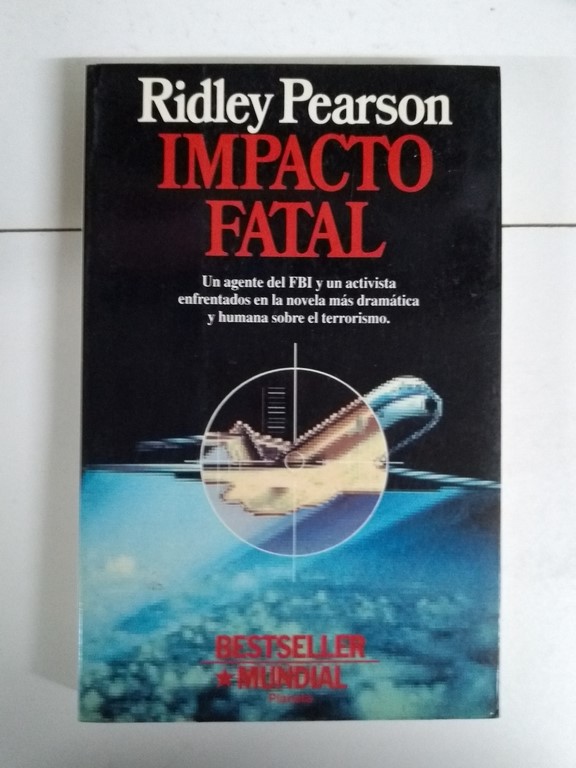 Ridley Pearson
IMPACTO
FATAL
Un agente del FBI y un activista
enfrentados en la novela más dramática
y humana sobre el terrorismo.
BESTSELLER
MUNDIAL
Planeta